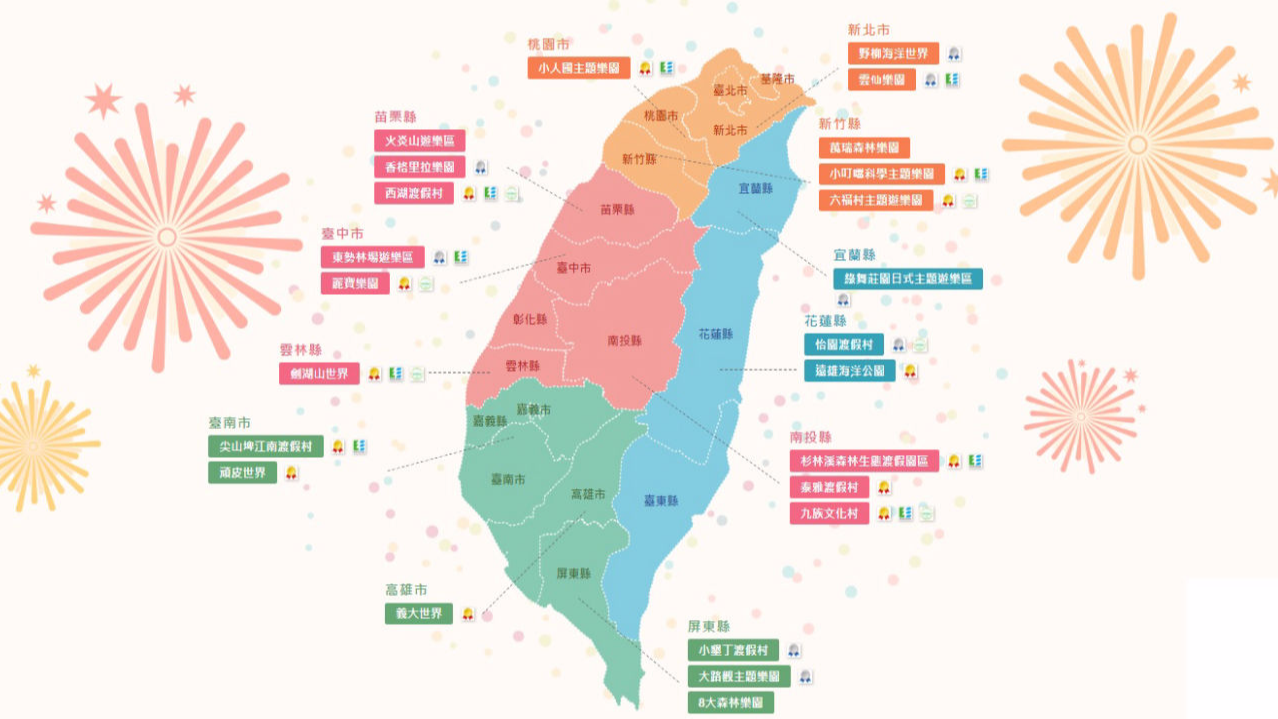 桃園市
小人國主題樂園
新北市
野柳海洋世界
雲仙樂園
苗栗縣
火炎山遊樂區
香格里拉樂園
西湖渡假村
新竹縣
萬瑞森林樂園
小叮噹科學主題樂園
六福村主題遊樂園
臺中市
東勢林場遊樂區
麗寶樂園
宜蘭縣
綠舞莊園日式主題遊樂區
花蓮縣
怡園渡假村
遠雄海洋公園
雲林縣
劍湖山世界
臺南市
尖山埤江南渡假村
頑皮世界
南投縣
杉林溪森林生態渡假園區
泰雅渡假村
九族文化村
高雄市
義大世界
屏東縣
小墾丁渡假村
大路觀主題樂園
8大森林樂園
基隆市
臺北市
桃園市
新北市
新竹縣
宜蘭縣
苗栗縣
臺中市
彰化縣
南投縣
花蓮縣
雲林縣
嘉義市
嘉義縣
臺南市
高雄市
臺東縣
屏東縣